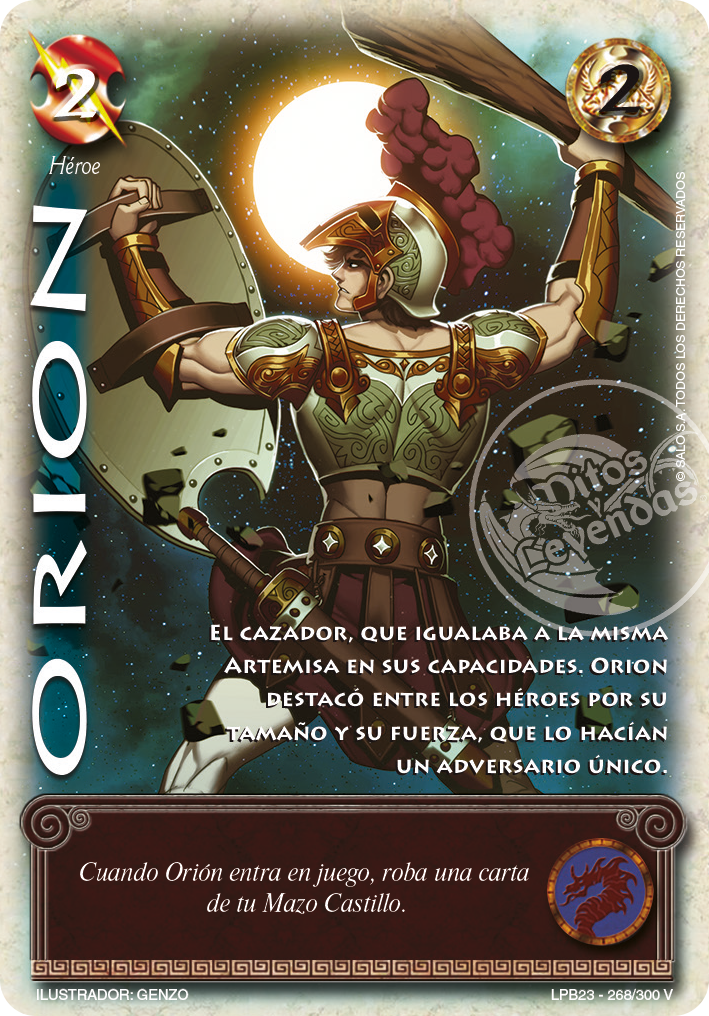 2
2
Héroe
ORION
© SALO S.A. TODOS LOS DERECHOS RESERVADOS
Mitos
y
Leyendas
EL CAZADOR, QUE IGUALABA A LA MISMA
ARTEMISA EN SUS CAPACIDADES. ORION
DESTACÓ ENTRE LOS HÉROES POR SU
TAMAÑO Y SU FUERZA, QUE LO HACÍAN
UN ADVERSARIO ÚNICO.
Cuando Orión entra en juego, roba una carta
de tu Mazo Castillo.
ILUSTRADOR: GENZO
LPB23 - 268/300 V